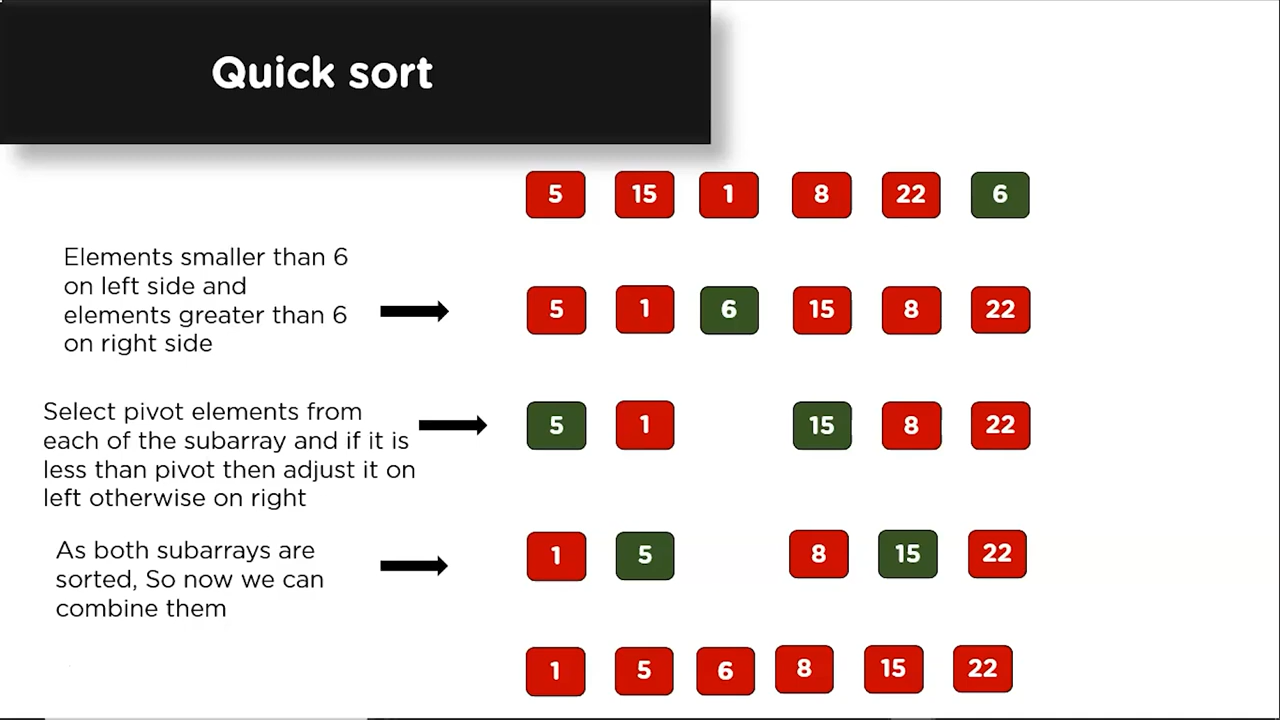 Quick sort
5 15 1 8 22 6
Elements smaller than 6
on left side and
elements greater than 6
on right side
5 1 6 15 8 22
Select pivot elements from
each of the subarray and if it is
less than pivot then adjust it on
left otherwise on right
5 1 15 8 22
As both subarrays are
sorted, So now we can
combine them
1 5 8 15 22
1 5 6 8 15 22